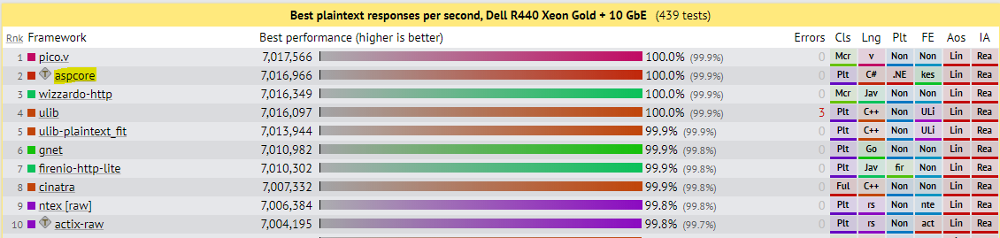 Best plaintext responses per second, Dell R440 Xeon Gold + 10 GbE (439 tests)
Rnk Framework Best performance (higher is better) Errors Cls Lng Plt FE Aos IA
1 pico.v 7,017,566 100.0% (99.9%) 0 Mcr v Non Non Lin Rea
2 T aspcore 7,016,966 100.0% (99.9%) 0 Plt C# .NE kes Lin Rea
3 wizzardo-http 7,016,349 100.0% (99.9%) 0 Mcr Jav Non Non Lin Rea
4 ulib 7,016,097 100.0% (99.9%) 3 Plt C++ Non ULi Lin Rea
5 ulib-plaintext_fit 7,013,944 99.9% (99.9%) 0 Plt C++ Non ULi Lin Rea
6 gnet 7,010,982 99.9% (99.8%) 0 Plt Go Non Non Lin Rea
7 firenio-http-lite 7,010,302 99.9% (99.8%) 0 Plt Jav fir Non Lin Rea
8 cinatra 7,007,332 99.9% (99.8%) 0 Ful C++ Non Non Lin Rea
9 ntex [raw] 7,006,384 99.8% (99.8%) 0 Plt rs Non nte Lin Rea
10 T actix-raw 7,004,195 99.8% (99.7%) 0 Plt rs Non act Lin Rea